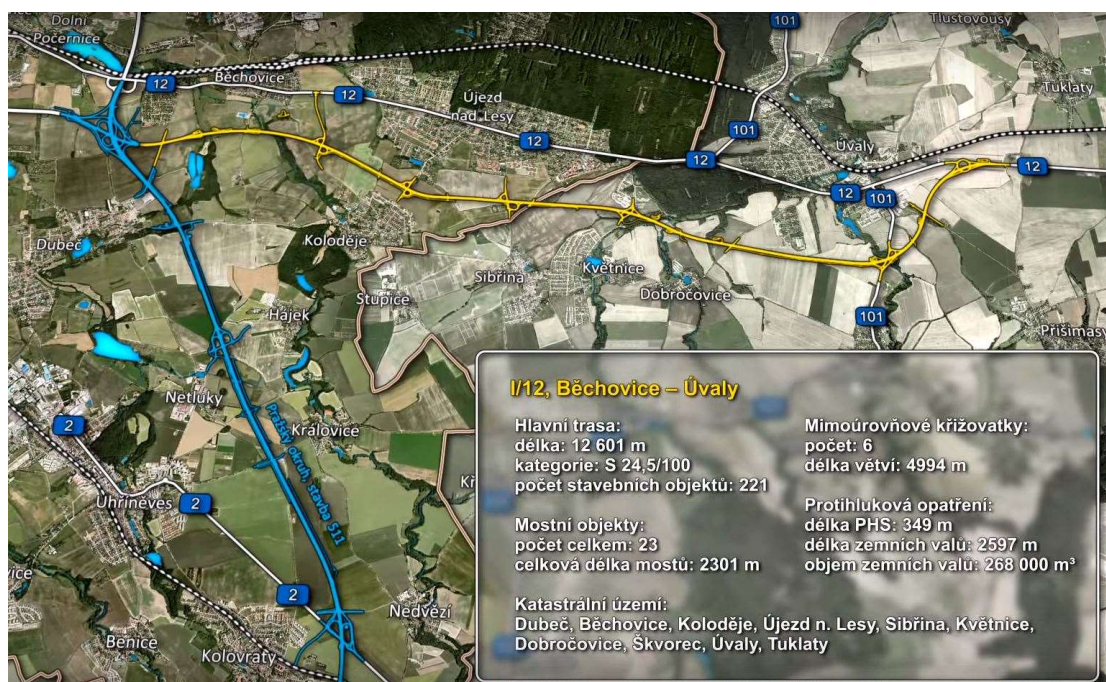 Dolní
Počernice
101
Tlustovousy
12
Běchovice
12
Újezd
nad Lesy
12
101
Tuklaty
Úvaly
12
12
12
101
Dubeč
Koloděje
Sibřina
Květnice
Dobročovice
Stupice
Hájek
101
Přišimasy
Netluky
2
Královice
Pražský okruh, stavba 511
Uhříněves
2
2
Nedvězí
Benice
Kolovraty
I/12, Běchovice – Úvaly
Hlavní trasa:
délka: 12 601 m
kategorie: S 24,5/100
počet stavebních objektů: 221
Mostní objekty:
počet celkem: 23
celková délka mostů: 2301 m
Mimoúrovňové křižovatky:
počet: 6
délka větví: 4994 m
Protihluková opatření:
délka PHS: 349 m
délka zemních valů: 2597 m
objem zemních valů: 268 000 m³
Katastrální území:
Dubeč, Běchovice, Koloděje, Újezd n. Lesy, Sibřina, Květnice,
Dobročovice, Škvorec, Úvaly, Tuklaty